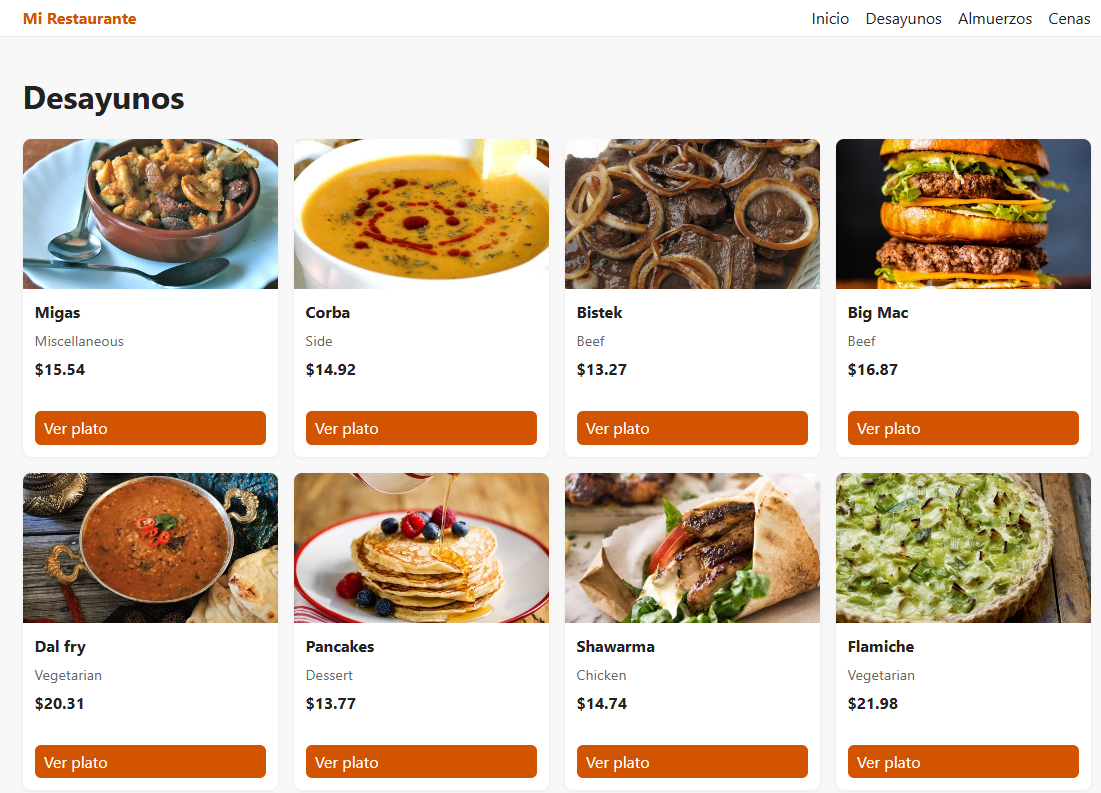 Mi Restaurante
Inicio Desayunos Almuerzos Cenas
Desayunos
Migas
Miscellaneous
$15.54
Ver plato
Corba
Side
$14.92
Ver plato
Bistek
Beef
$13.27
Ver plato
Big Mac
Beef
$16.87
Ver plato
Dal fry
Vegetarian
$20.31
Ver plato
Pancakes
Dessert
$13.77
Ver plato
Shawarma
Chicken
$14.74
Ver plato
Flamiche
Vegetarian
$21.98
Ver plato